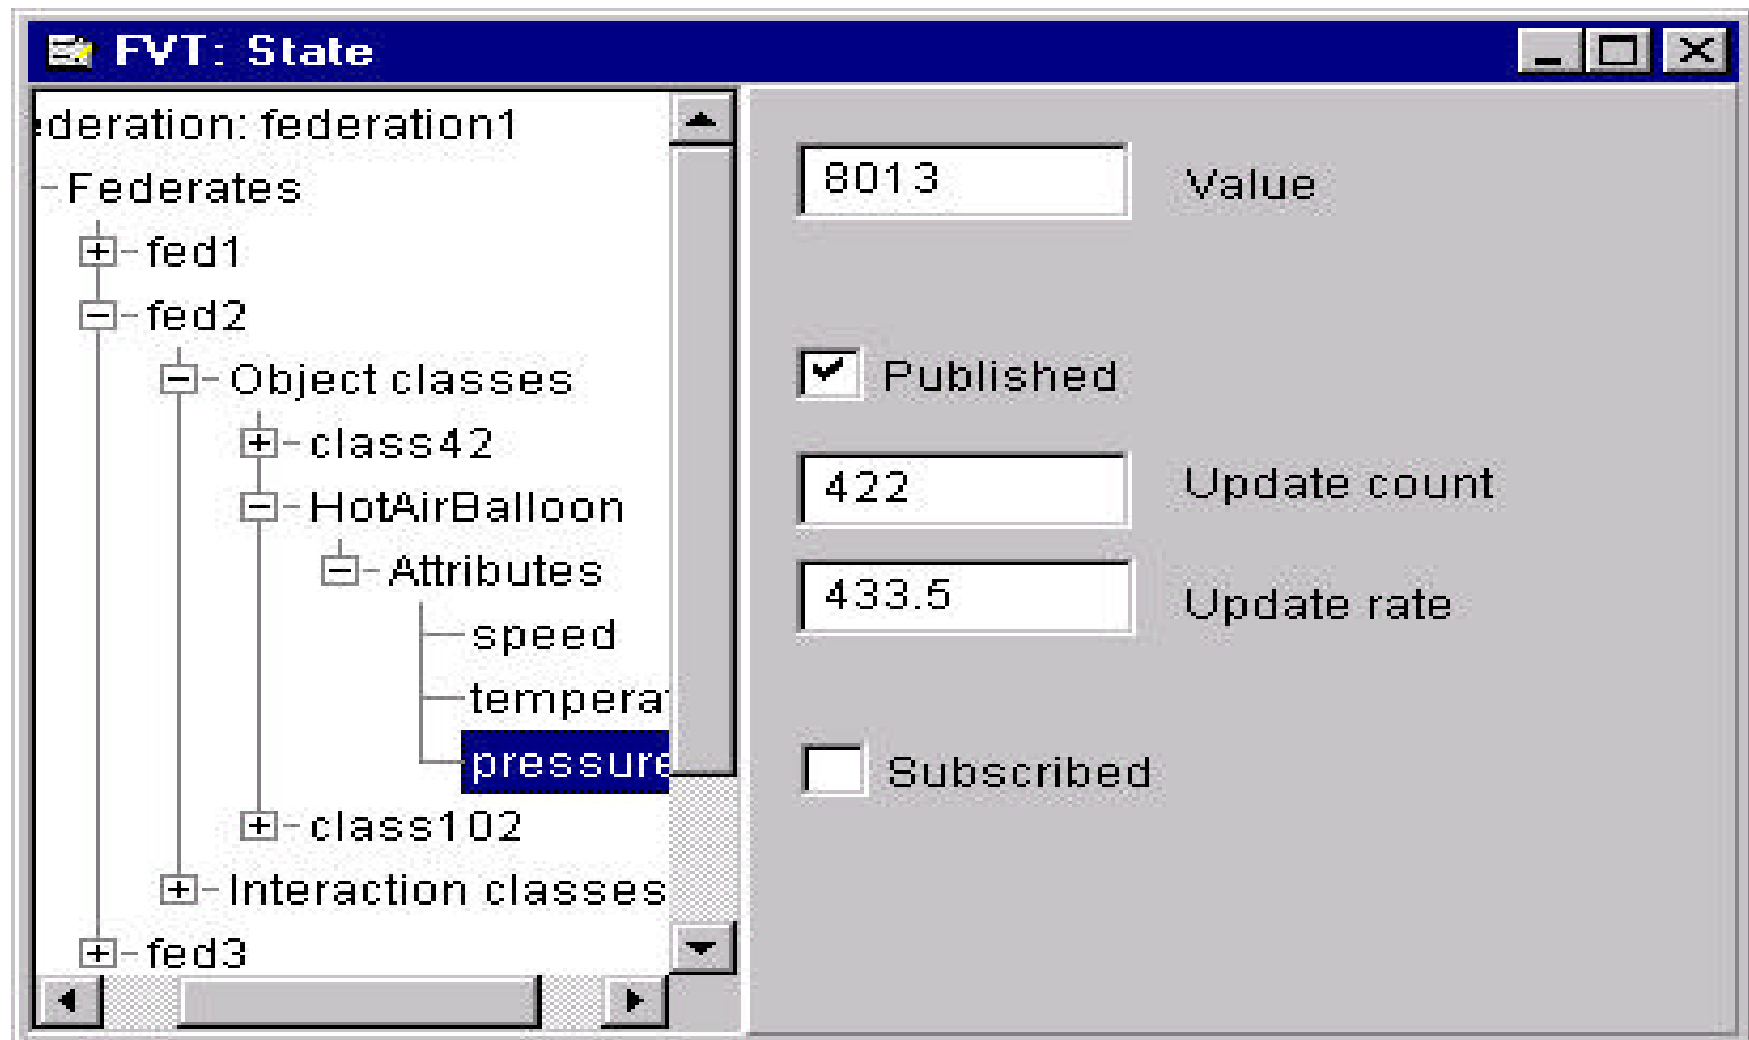 FVT: State
ederation: federation1
Federates
fed1
fed2
Object classes
class42
HotAirBalloon
Attributes
speed
tempera
pressure
class102
Interaction classes
fed3
8013 Value
Published
422 Update count
433.5 Update rate
Subscribed